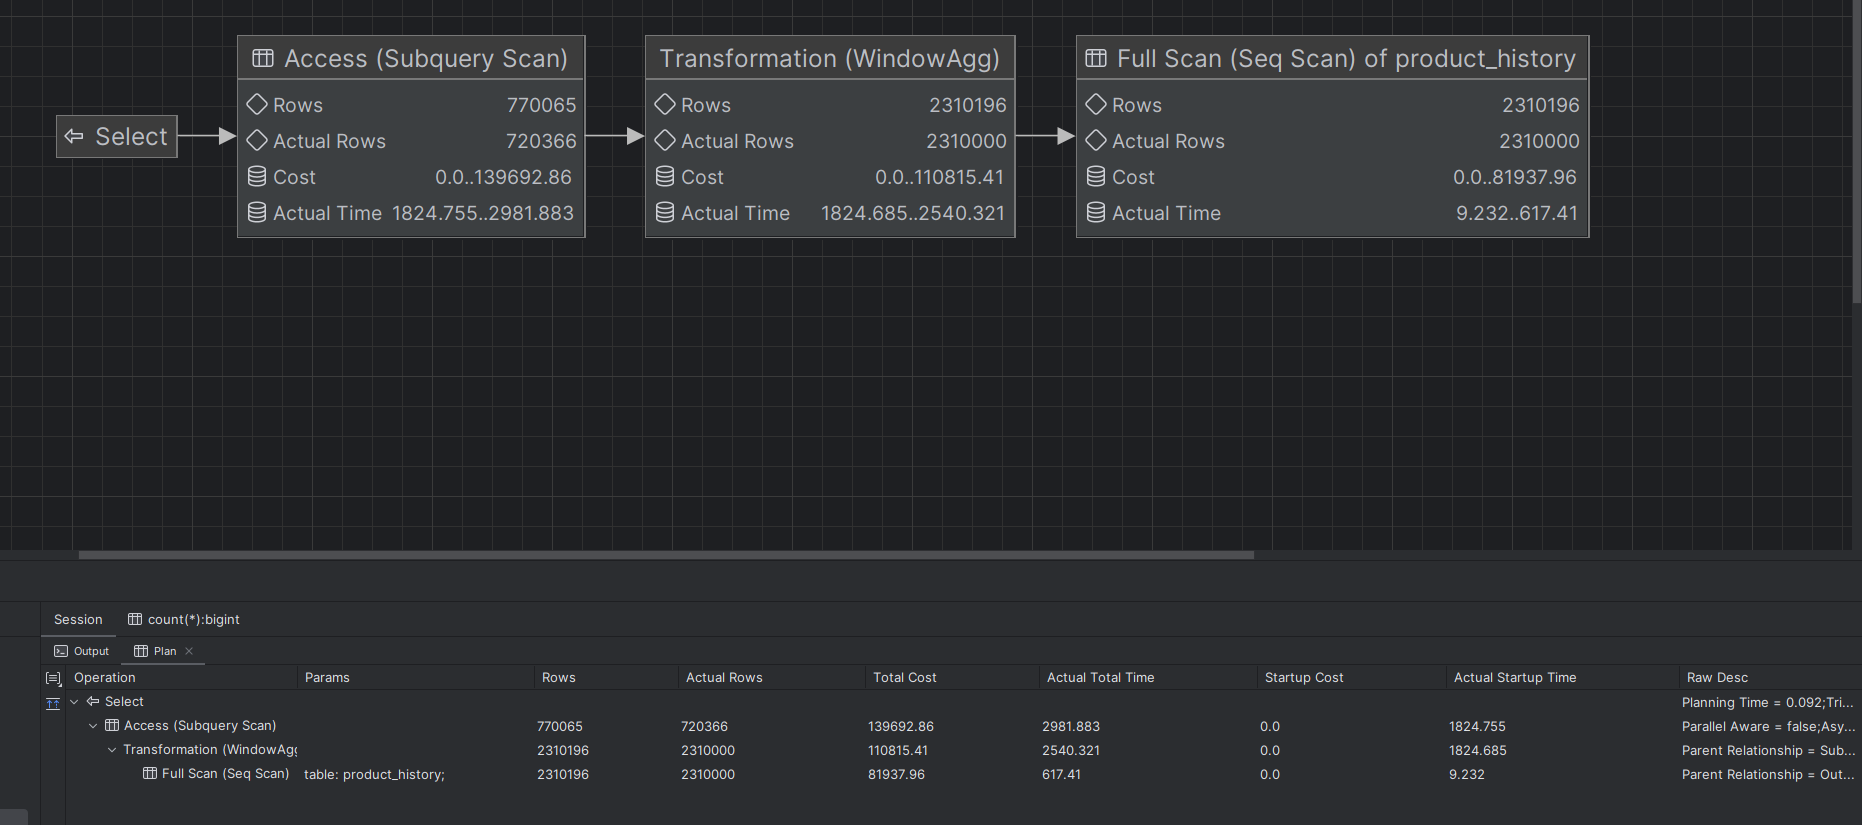 Select
Access (Subquery Scan)
Rows 770065
Actual Rows 720366
Cost 0.0..139692.86
Actual Time 1824.755..2981.883
Transformation (WindowAgg)
Rows 2310196
Actual Rows 2310000
Cost 0.0..110815.41
Actual Time 1824.685..2540.321
Full Scan (Seq Scan) of product_history
Rows 2310196
Actual Rows 2310000
Cost 0.0..81937.96
Actual Time 9.232..617.41
Session count(*):bigint
Output Plan
Operation Params Rows Actual Rows Total Cost Actual Total Time Startup Cost Actual Startup Time Raw Desc
Select Planning Time = 0.092;Tri...
Access (Subquery Scan) 770065 720366 139692.86 2981.883 0.0 1824.755 Parallel Aware = false;Asy...
Transformation (WindowAgg 2310196 2310000 110815.41 2540.321 0.0 1824.685 Parent Relationship = Sub...
Full Scan (Seq Scan) table: product_history; 2310196 2310000 81937.96 617.41 0.0 9.232 Parent Relationship = Out...